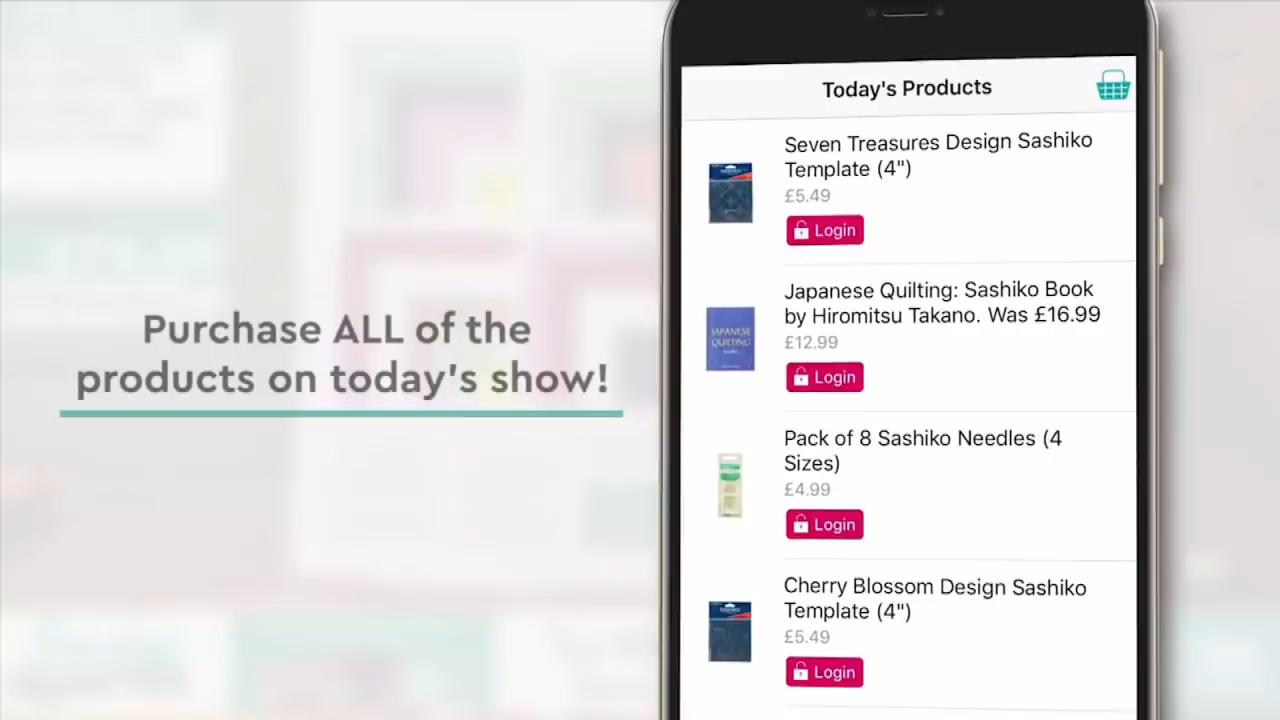 Purchase ALL of the
products on today's show!
Today's Products
Seven Treasures Design Sashiko
Template (4")
£5.49
Login
Japanese Quilting: Sashiko Book
by Hiromitsu Takano. Was £16.99
£12.99
JAPANESE
QUILTING
Login
Pack of 8 Sashiko Needles (4
Sizes)
£4.99
Login
Cherry Blossom Design Sashiko
Template (4")
£5.49
Login